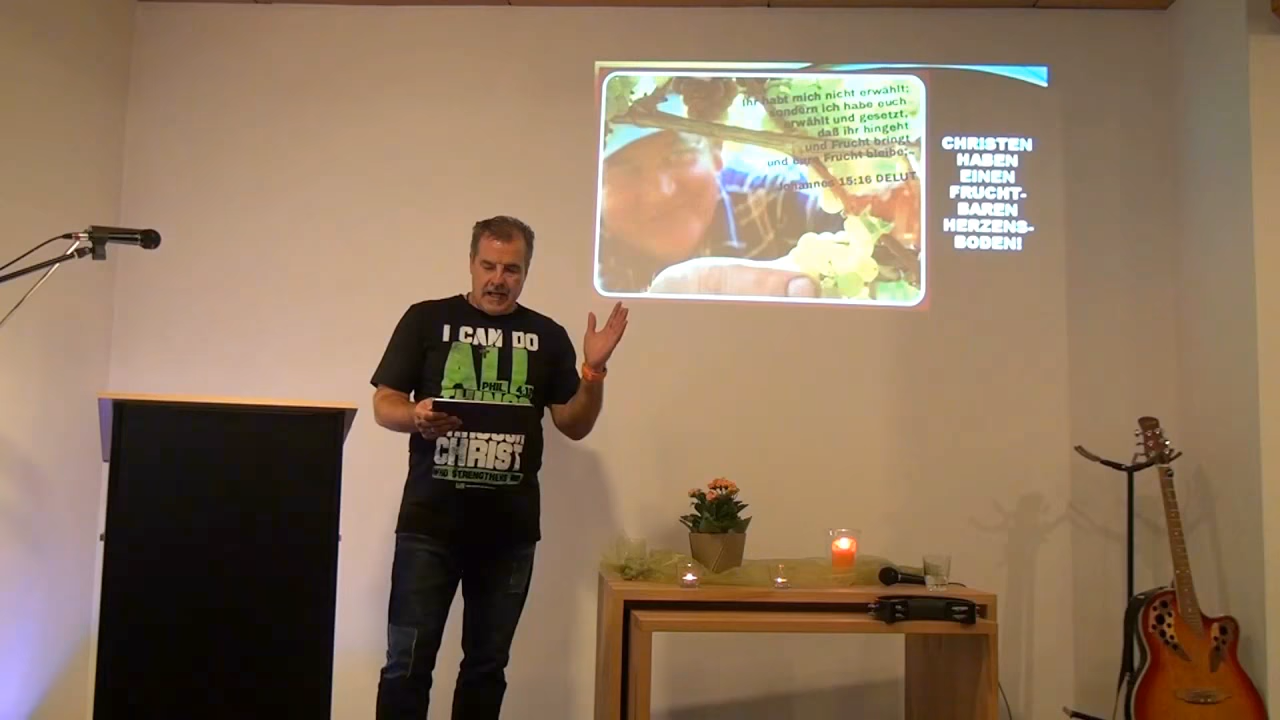 Ihr habt mich nicht erwählt;
sondern ich habe euch
erwählt und gesetzt,
daß ihr hingeht
und Frucht bringt
und eure Frucht bleibe,~
Johannes 15:16 DELUT
CHRISTEN
HABEN
EINEN
FRUCHT-
BAREN
HERZENS-
BODEN!
I CAN DO
ALL
PHIL 4:13
THINGS
THROUGH
CHRIST
WHO STRENGTHENS ME